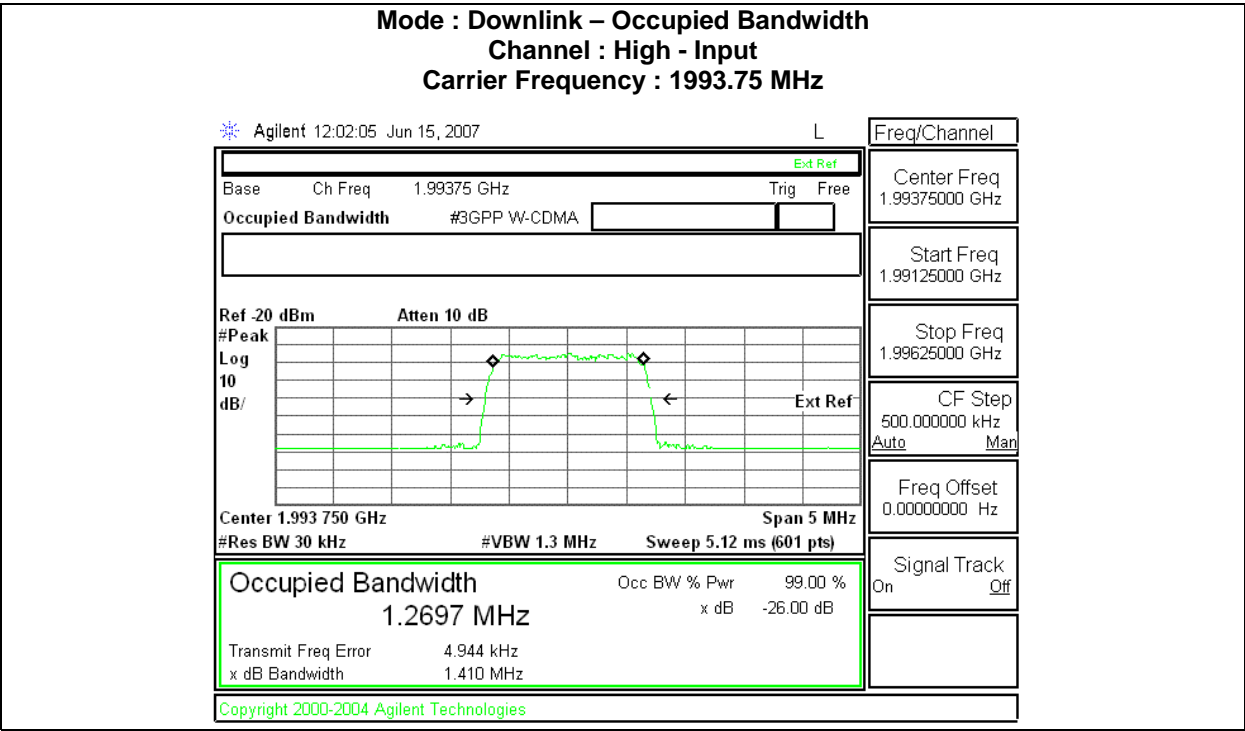 Mode : Downlink – Occupied Bandwidth
Channel : High - Input
Carrier Frequency : 1993.75 MHz
Agilent 12:02:05 Jun 15, 2007 L
Freq/Channel
Ext Ref
Base Ch Freq 1.99375 GHz Trig Free
Occupied Bandwidth #3GPP W-CDMA
Center Freq
1.99375000 GHz
Start Freq
1.99125000 GHz
Stop Freq
1.99625000 GHz
CF Step
500.000000 kHz
Auto Man
Freq Offset
0.00000000 Hz
Signal Track
On Off
Ref -20 dBm Atten 10 dB
#Peak
Log
10
dB/
Ext Ref
Center 1.993 750 GHz Span 5 MHz
#Res BW 30 kHz #VBW 1.3 MHz Sweep 5.12 ms (601 pts)
Occupied Bandwidth
1.2697 MHz
Occ BW % Pwr 99.00 %
x dB -26.00 dB
Transmit Freq Error 4.944 kHz
x dB Bandwidth 1.410 MHz
Copyright 2000-2004 Agilent Technologies